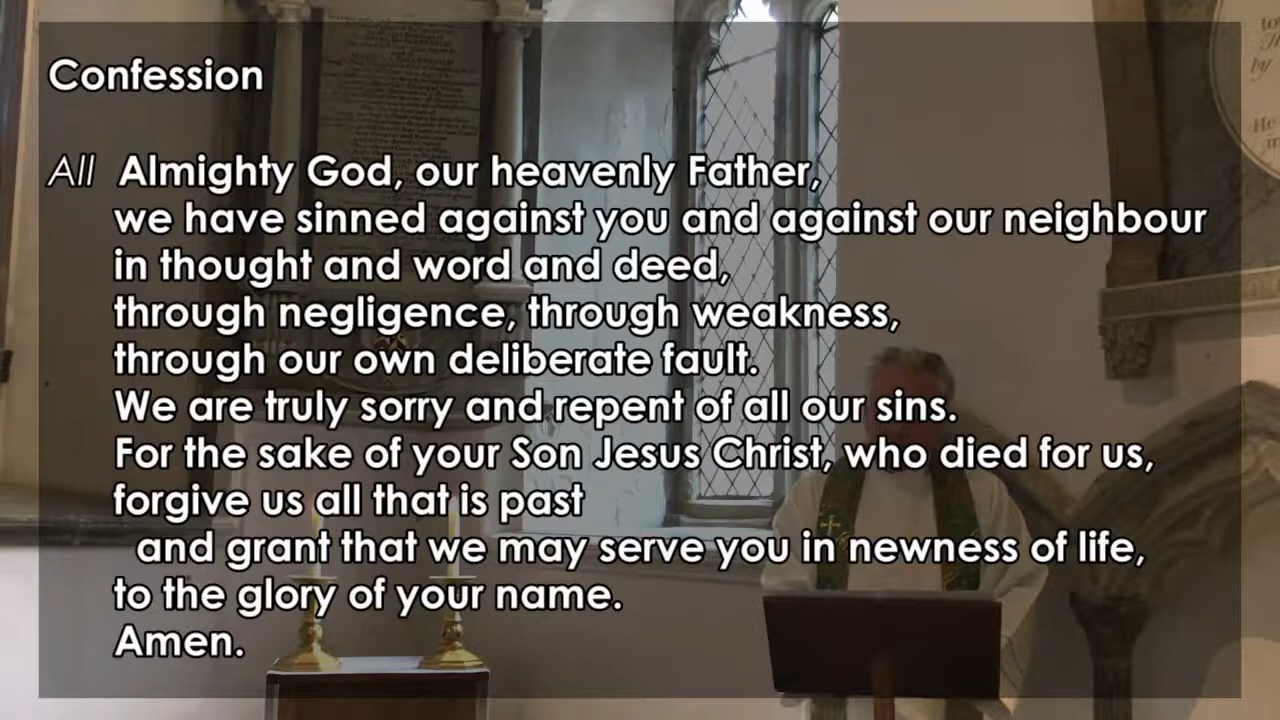 Confession
All Almighty God, our heavenly Father,
we have sinned against you and against our neighbour
in thought and word and deed,
through negligence, through weakness,
through our own deliberate fault.
We are truly sorry and repent of all our sins.
For the sake of your Son Jesus Christ, who died for us,
forgive us all that is past
and grant that we may serve you in newness of life,
to the glory of your name.
Amen.
by
He